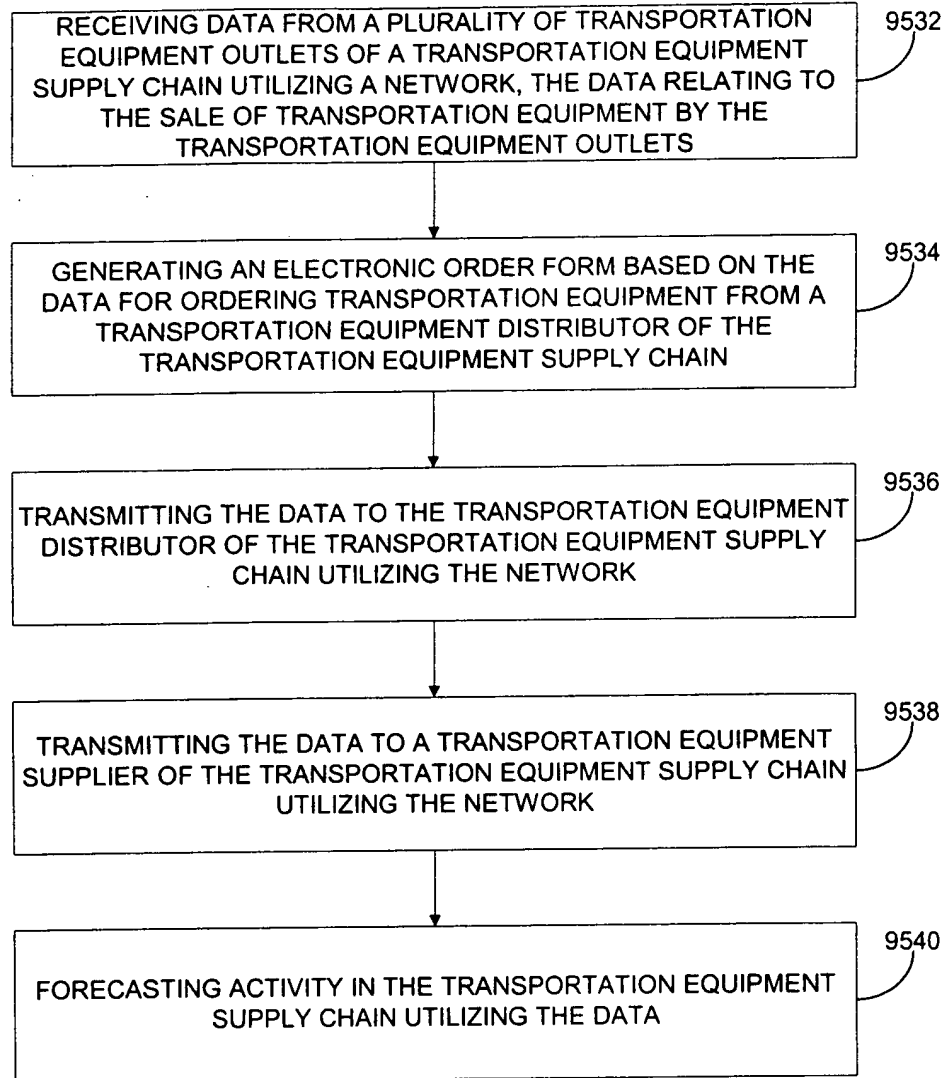 RECEIVING DATA FROM A PLURALITY OF TRANSPORTATION
EQUIPMENT OUTLETS OF A TRANSPORTATION EQUIPMENT
SUPPLY CHAIN UTILIZING A NETWORK, THE DATA RELATING TO
THE SALE OF TRANSPORTATION EQUIPMENT BY THE
TRANSPORTATION EQUIPMENT OUTLETS
9532
GENERATING AN ELECTRONIC ORDER FORM BASED ON THE
DATA FOR ORDERING TRANSPORTATION EQUIPMENT FROM A
TRANSPORTATION EQUIPMENT DISTRIBUTOR OF THE
TRANSPORTATION EQUIPMENT SUPPLY CHAIN
9534
TRANSMITTING THE DATA TO THE TRANSPORTATION EQUIPMENT
DISTRIBUTOR OF THE TRANSPORTATION EQUIPMENT SUPPLY
CHAIN UTILIZING THE NETWORK
9536
TRANSMITTING THE DATA TO A TRANSPORTATION EQUIPMENT
SUPPLIER OF THE TRANSPORTATION EQUIPMENT SUPPLY CHAIN
UTILIZING THE NETWORK
9538
FORECASTING ACTIVITY IN THE TRANSPORTATION EQUIPMENT
SUPPLY CHAIN UTILIZING THE DATA
9540